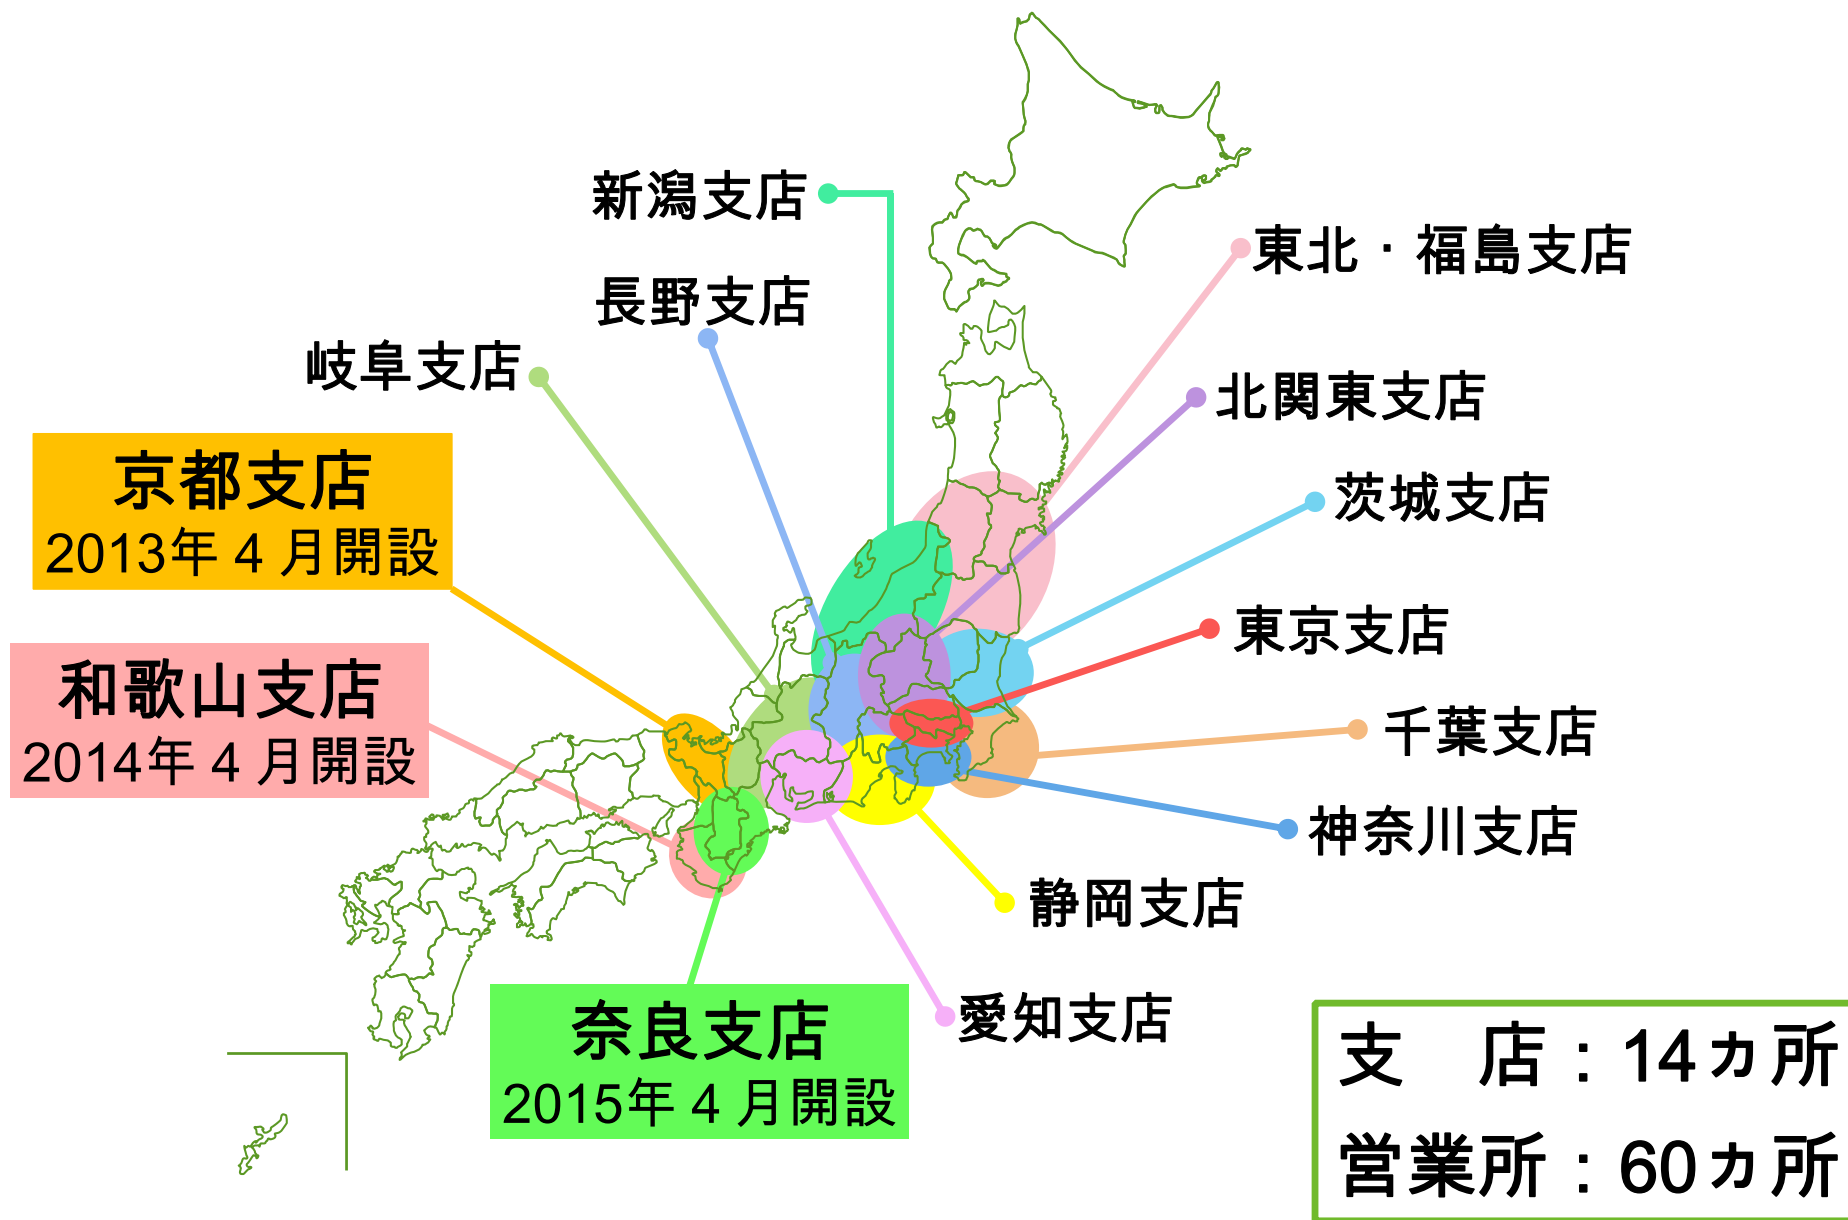 新潟支店
東北・福島支店
長野支店
岐阜支店
北関東支店
京都支店
2013年４月開設
茨城支店
東京支店
和歌山支店
2014年４月開設
千葉支店
神奈川支店
静岡支店
奈良支店
2015年４月開設
愛知支店
支　店：14ヵ所
営業所：60ヵ所